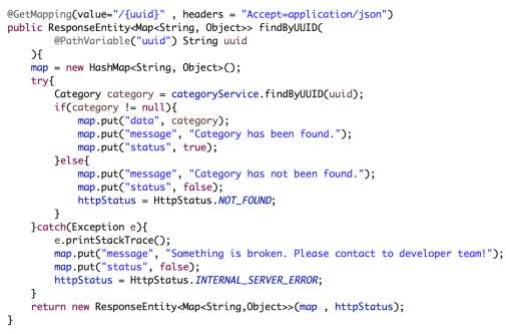 @GetMapping(value="/{uuid}" , headers = "Accept=application/json")
public ResponseEntity<Map<String, Object>> findByUUID(
        @PathVariable("uuid") String uuid
    ){
    map = new HashMap<String, Object>();
    try{
        Category category = categoryService.findByUUID(uuid);
        if(category != null){
            map.put("data", category);
            map.put("message", "Category has been found.");
            map.put("status", true);
        }else{
            map.put("message", "Category has not been found.");
            map.put("status", false);
            httpStatus = HttpStatus.NOT_FOUND;
        }
    }catch(Exception e){
        e.printStackTrace();
        map.put("message", "Something is broken. Please contact to developer team!");
        map.put("status", false);
        httpStatus = HttpStatus.INTERNAL_SERVER_ERROR;
    }
    return new ResponseEntity<Map<String,Object>>(map , httpStatus);
}